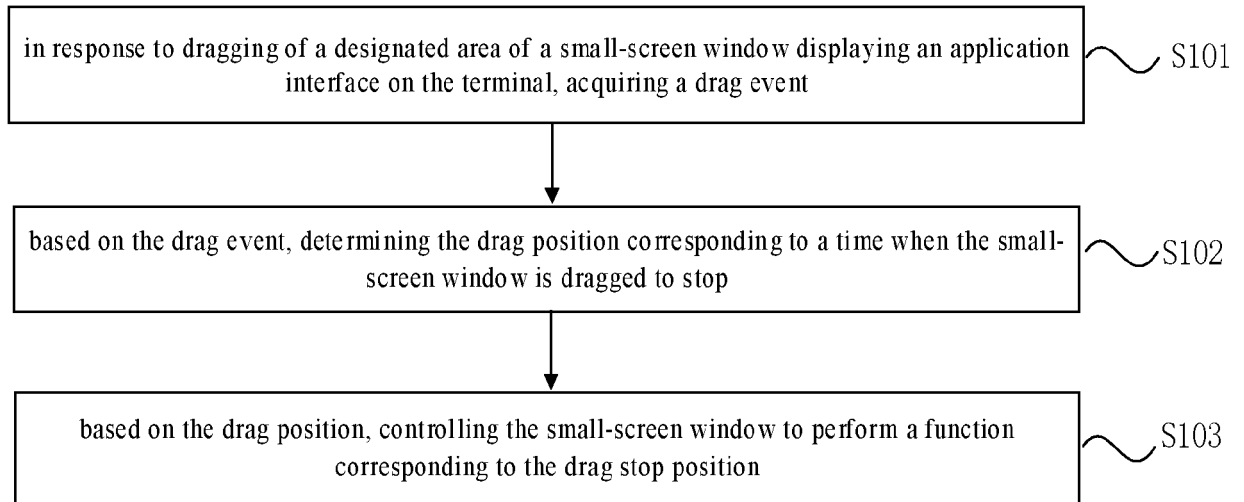 in response to dragging of a designated area of a small-screen window displaying an application
interface on the terminal, acquiring a drag event
S101
based on the drag event, determining the drag position corresponding to a time when the small-
screen window is dragged to stop
S102
based on the drag position, controlling the small-screen window to perform a function
corresponding to the drag stop position
S103